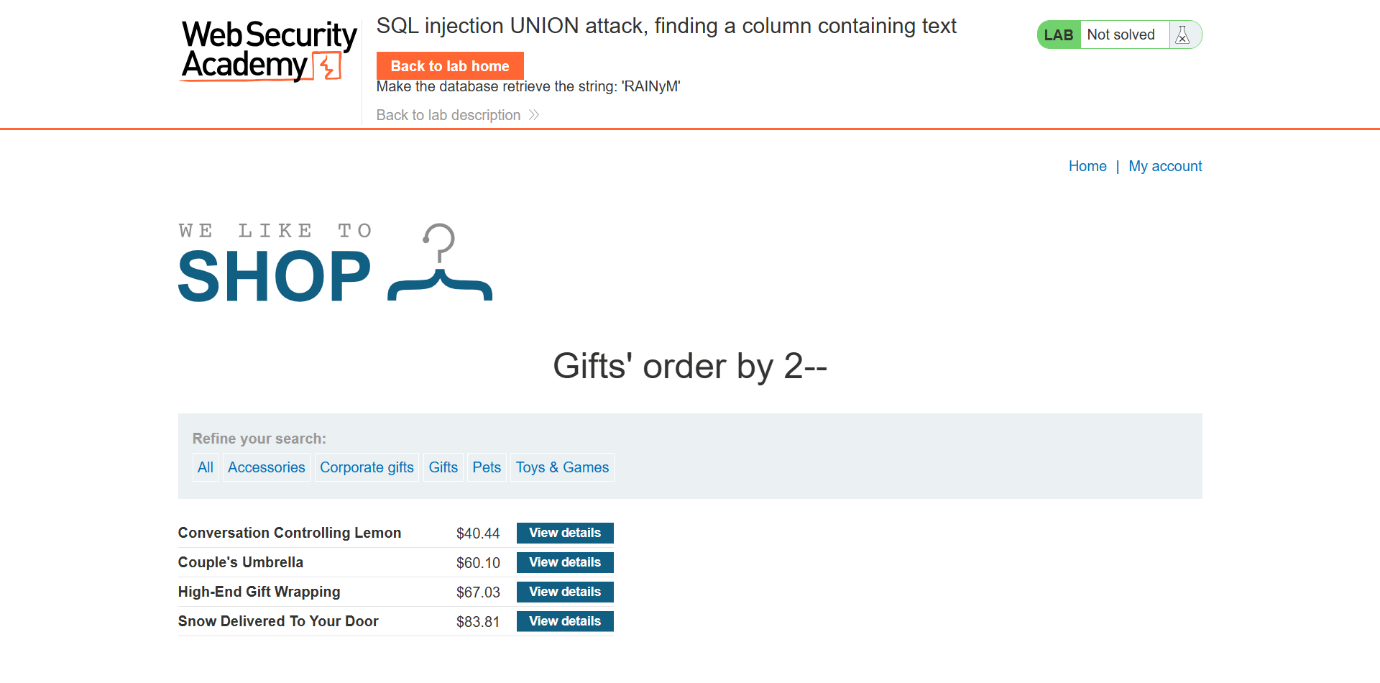 Web Security
Academy
SQL injection UNION attack, finding a column containing text
Back to lab home
Make the database retrieve the string: 'RAINyM'
Back to lab description
LAB Not solved
Home | My account
WE LIKE TO
SHOP
Gifts' order by 2--
Refine your search:
All Accessories Corporate gifts Gifts Pets Toys & Games
Conversation Controlling Lemon $40.44 View details
Couple's Umbrella $60.10 View details
High-End Gift Wrapping $67.03 View details
Snow Delivered To Your Door $83.81 View details